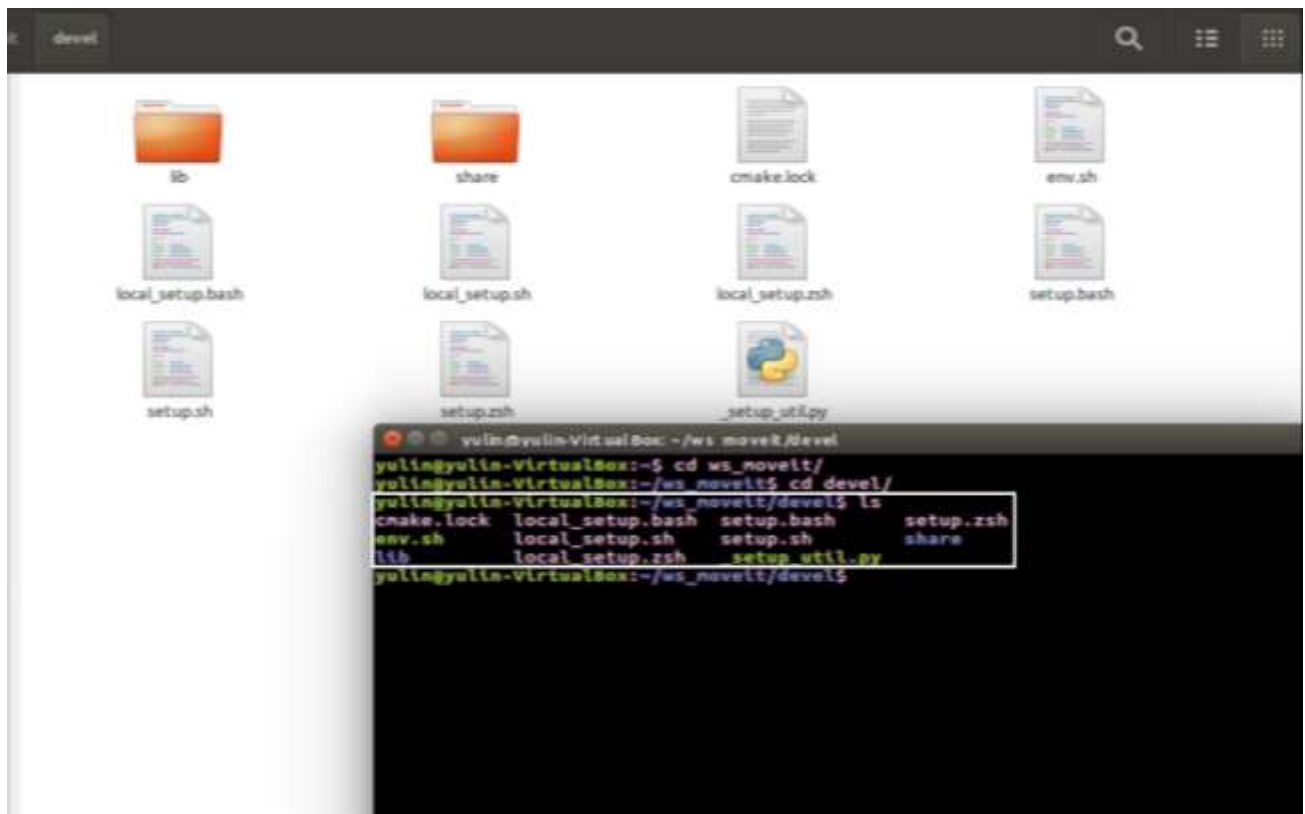 devel
lib share cmake.lock env.sh
local_setup.bash local_setup.sh local_setup.zsh setup.bash
setup.sh setup.zsh _setup_util.py
yulin@yulin-VirtualBox: ~/ws_moveit/devel
yulin@yulin-VirtualBox:~$ cd ws_moveit/
yulin@yulin-VirtualBox:~/ws_moveit$ cd devel/
yulin@yulin-VirtualBox:~/ws_moveit/devel$ ls
cmake.lock local_setup.bash setup.bash setup.zsh
env.sh local_setup.sh setup.sh share
lib local_setup.zsh _setup_util.py
yulin@yulin-VirtualBox:~/ws_moveit/devel$